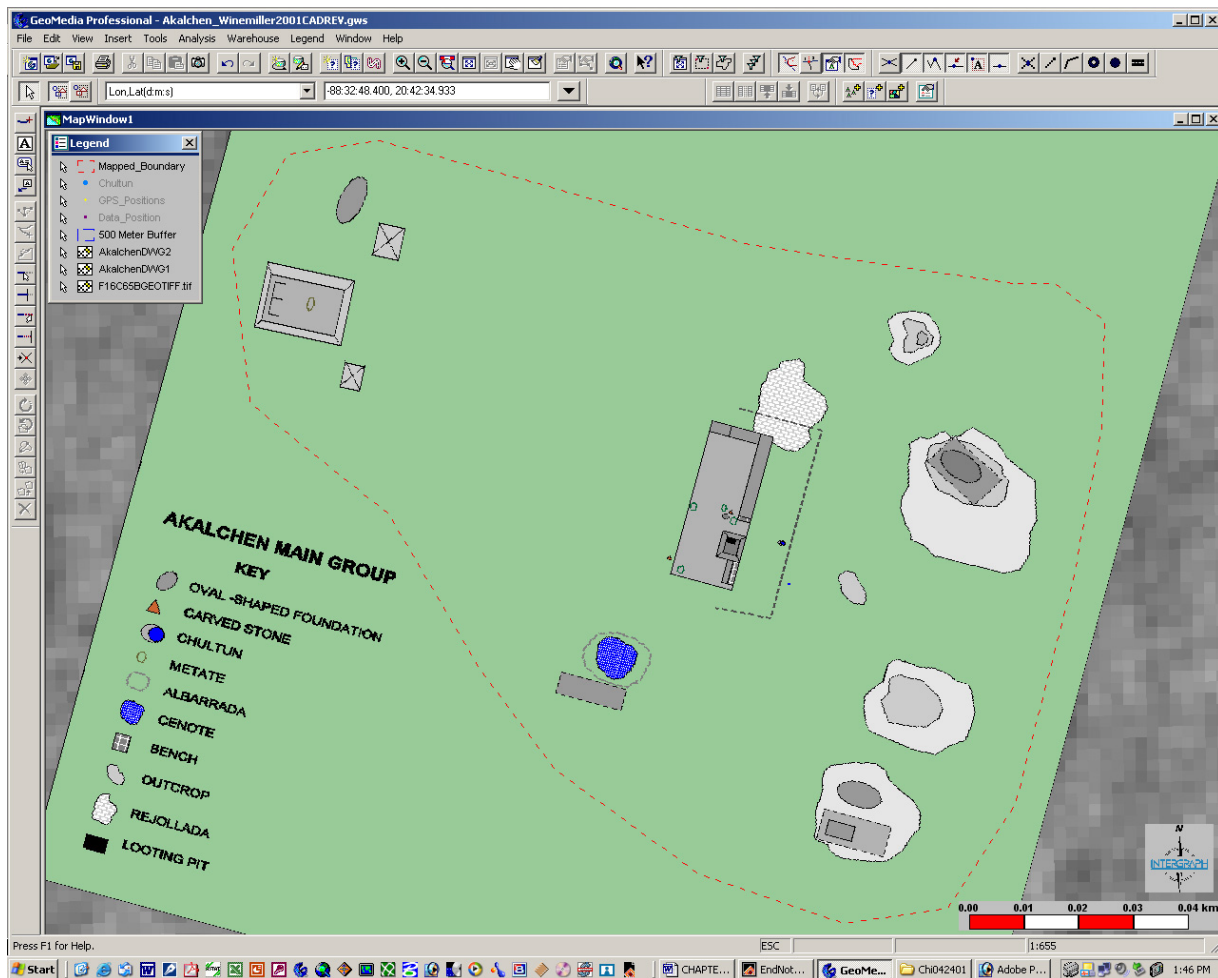 GeoMedia Professional - Akalchen_Winemiller2001CADREV.gws
File Edit View Insert Tools Analysis Warehouse Legend Window Help
Lon,Lat(d:m:s)
-88:32:48.400, 20:42:34.933
MapWindow1
Legend
Mapped_Boundary
Chultun
GPS_Positions
Data_Position
500 Meter Buffer
AkalchenDWG2
AkalchenDWG1
F16C65BGEOTIFF.tif
AKALCHEN MAIN GROUP
KEY
OVAL -SHAPED FOUNDATION
CARVED STONE
CHULTUN
METATE
ALBARRADA
CENOTE
BENCH
OUTCROP
REJOLLADA
LOOTING PIT
N
INTERGRAPH
0.00 0.01 0.02 0.03 0.04 km
Press F1 for Help.
ESC
1:655
Start
CHAPTE...
EndNot...
GeoMe...
Chi042401
Adobe P...
1:46 PM